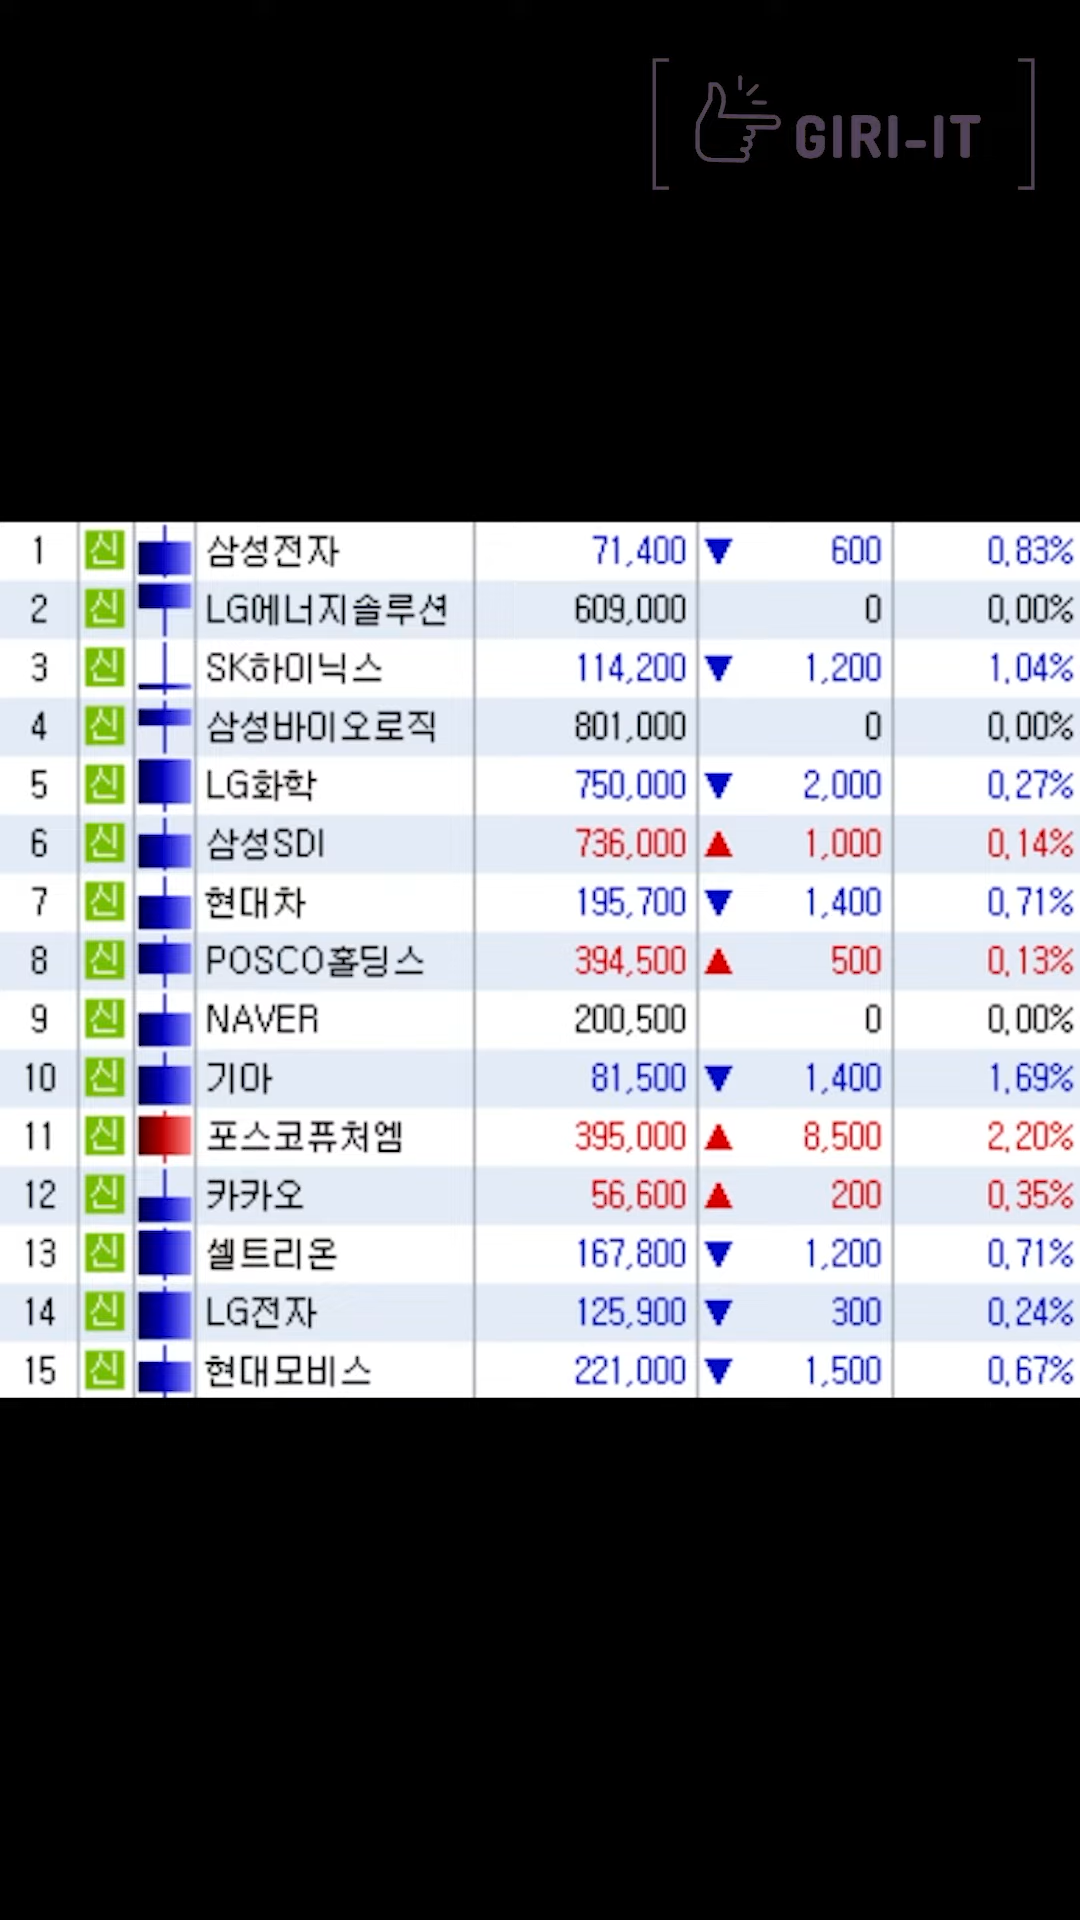 GIRI-IT
1 신 삼성전자 71,400 ▼ 600 0.83%
2 신 LG에너지솔루션 609,000 0 0.00%
3 신 SK하이닉스 114,200 ▼ 1,200 1.04%
4 신 삼성바이오로직 801,000 0 0.00%
5 신 LG화학 750,000 ▼ 2,000 0.27%
6 신 삼성SDI 736,000 ▲ 1,000 0.14%
7 신 현대차 195,700 ▼ 1,400 0.71%
8 신 POSCO홀딩스 394,500 ▲ 500 0.13%
9 신 NAVER 200,500 0 0.00%
10 신 기아 81,500 ▼ 1,400 1.69%
11 신 포스코퓨처엠 395,000 ▲ 8,500 2.20%
12 신 카카오 56,600 ▲ 200 0.35%
13 신 셀트리온 167,800 ▼ 1,200 0.71%
14 신 LG전자 125,900 ▼ 300 0.24%
15 신 현대모비스 221,000 ▼ 1,500 0.67%